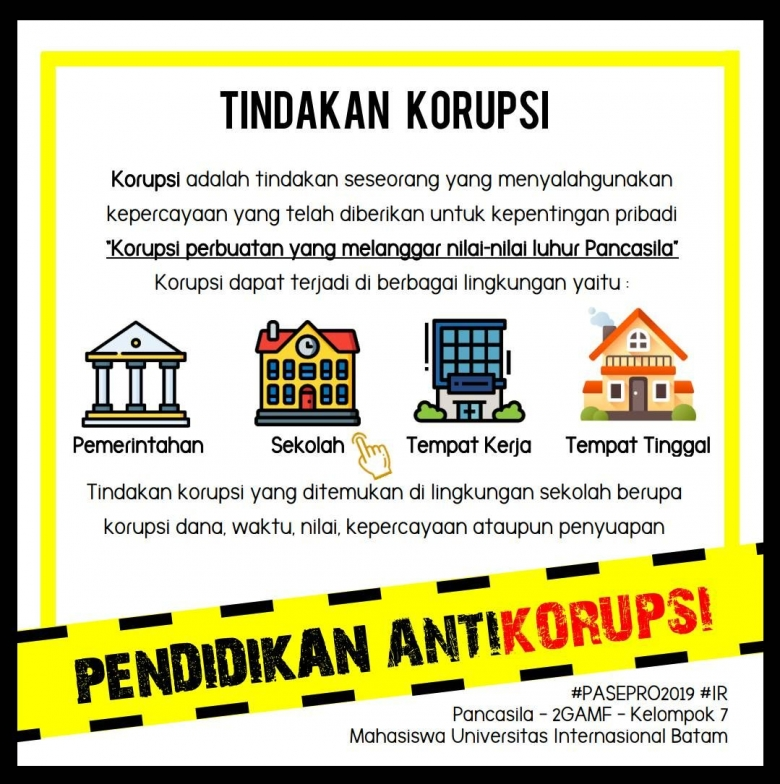 TINDAKAN KORUPSI
Korupsi adalah tindakan seseorang yang menyalahgunakan
kepercayaan yang telah diberikan untuk kepentingan pribadi
"Korupsi perbuatan yang melanggar nilai-nilai luhur Pancasila"
Korupsi dapat terjadi di berbagai lingkungan yaitu :
Pemerintahan Sekolah Tempat Kerja Tempat Tinggal
Tindakan korupsi yang ditemukan di lingkungan sekolah berupa
korupsi dana, waktu, nilai, kepercayaan ataupun penyuapan
PENDIDIKAN ANTIKORUPSI
#PASEPRO2019 #IR
Pancasila - 2GAMF - Kelompok 7
Mahasiswa Universitas Internasional Batam